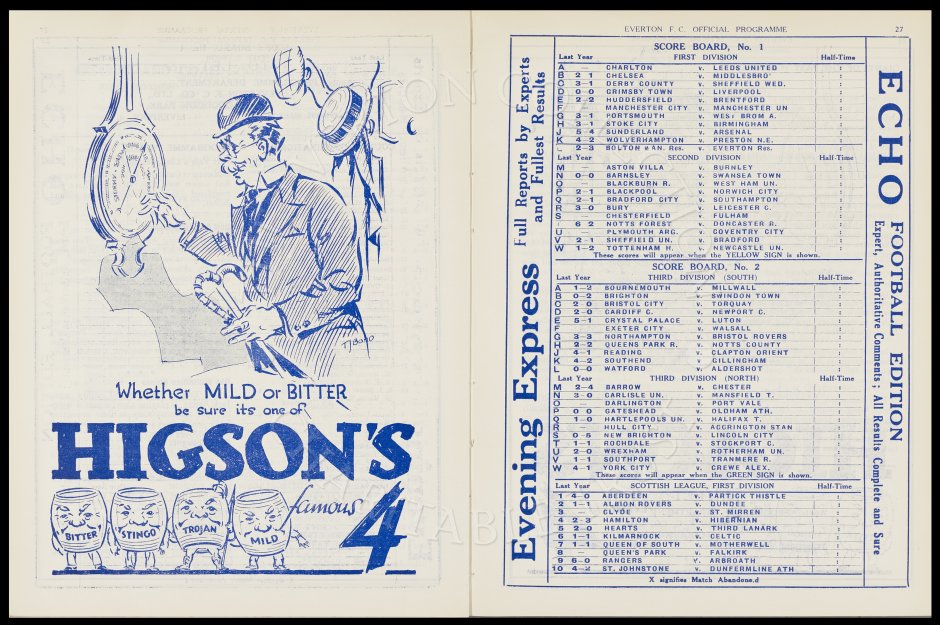 TJ BOND
Whether MILD or BITTER
be sure its one of
HIGSON'S
famous 4
BITTER STINGO TROJAN MILD
EVERTON F. C. OFFICIAL PROGRAMME 27
Evening Express
Full Reports by Experts
and Fullest Results
SCORE BOARD, No. 1
Last Year FIRST DIVISION Half-Time
A — CHARLTON v. LEEDS UNITED :
B 2 1 CHELSEA v. MIDDLESBRO' :
C 3-1 DERBY COUNTY v. SHEFFIELD WED. :
D 0-0 GRIMSBY TOWN v. LIVERPOOL :
E 2-2 HUDDERSFIELD v. BRENTFORD :
F MANCHESTER CITY v. MANCHESTER UN :
G 3-1 PORTSMOUTH v. WEST BROM A. :
H 3-1 STOKE CITY v. BIRMINGHAM :
J 5-4 SUNDERLAND v. ARSENAL :
K 4-2 WOLVERHAMPTON v. PRESTON N.E. :
L 2-3 BOLTON WAN. Res. v. EVERTON Res. :
Last Year SECOND DIVISION Half-Time
M — ASTON VILLA v. BURNLEY :
N 0-0 BARNSLEY v. SWANSEA TOWN :
O — BLACKBURN R. v. WEST HAM UN. :
P 2-1 BLACKPOOL v. NORWICH CITY :
Q 2-1 BRADFORD CITY v. SOUTHAMPTON :
R 3-0 BURY v. LEICESTER C. :
S — CHESTERFIELD v. FULHAM :
6 2 NOTTS FOREST v. DONCASTER R. :
U — PLYMOUTH ARG. v. COVENTRY CITY :
V 2-1 SHEFFIELD UN. v. BRADFORD :
W 1-2 TOTTENHAM H. v. NEWCASTLE UN. :
These scores will appear when the YELLOW SIGN is shown.
SCORE BOARD, No. 2
Last Year THIRD DIVISION (SOUTH) Half-Time
A 1-2 BOURNEMOUTH v. MILLWALL :
B 0-2 BRIGHTON v. SWINDON TOWN :
C 2-0 BRISTOL CITY v. TORQUAY :
D 2-0 CARDIFF C. v. NEWPORT C. :
E 5-1 CRYSTAL PALACE v. LUTON :
F EXETER CITY v. WALSALL :
G 3-3 NORTHAMPTON v. BRISTOL ROVERS :
H 2-2 QUEENS PARK R. v. NOTTS COUNTY :
J 4-1 READING v. CLAPTON ORIENT :
K 4-2 SOUTHEND v. GILLINGHAM :
L 0-0 WATFORD v. ALDERSHOT :
Last Year THIRD DIVISION (NORTH) Half-Time
M 2-4 BARROW v. CHESTER :
N 3-0 CARLISLE UN. v. MANSFIELD T. :
O — DARLINGTON v. PORT VALE :
P 0 0 GATESHEAD v. OLDHAM ATH. :
Q 1-0 HARTLEPOOLS UN. v. HALIFAX T. :
R — HULL CITY v. ACCRINGTON STAN :
S 0-5 NEW BRIGHTON v. LINCOLN CITY :
T 1-1 ROCHDALE v. STOCKPORT C. :
U 2-0 WREXHAM v. ROTHERHAM UN. :
V 1-1 SOUTHPORT v. TRANMERE R. :
W 4-1 YORK CITY v. CREWE ALEX. :
These scores will appear when the GREEN SIGN is shown.
Last Year SCOTTISH LEAGUE, FIRST DIVISION Half-Time
1 4-0 ABERDEEN v. PARTICK THISTLE :
2 1-1 ALBION ROVERS v. DUNDEE :
3 — CLYDE v. ST. MIRREN :
4 2-3 HAMILTON v. HIBERNIAN :
5 2-0 HEARTS v. THIRD LANARK :
6 1-1 KILMARNOCK v. CELTIC :
7 1-1 QUEEN OF SOUTH v. MOTHERWELL :
8 — QUEEN'S PARK v. FALKIRK :
9 6-0 RANGERS v. ARBROATH :
10 4-2 ST. JOHNSTONE v. DUNFERMLINE ATH :
X signifies Match Abandone.d
ECHO FOOTBALL EDITION
Expert, Authoritative Comments ; All Results Complete and Sure